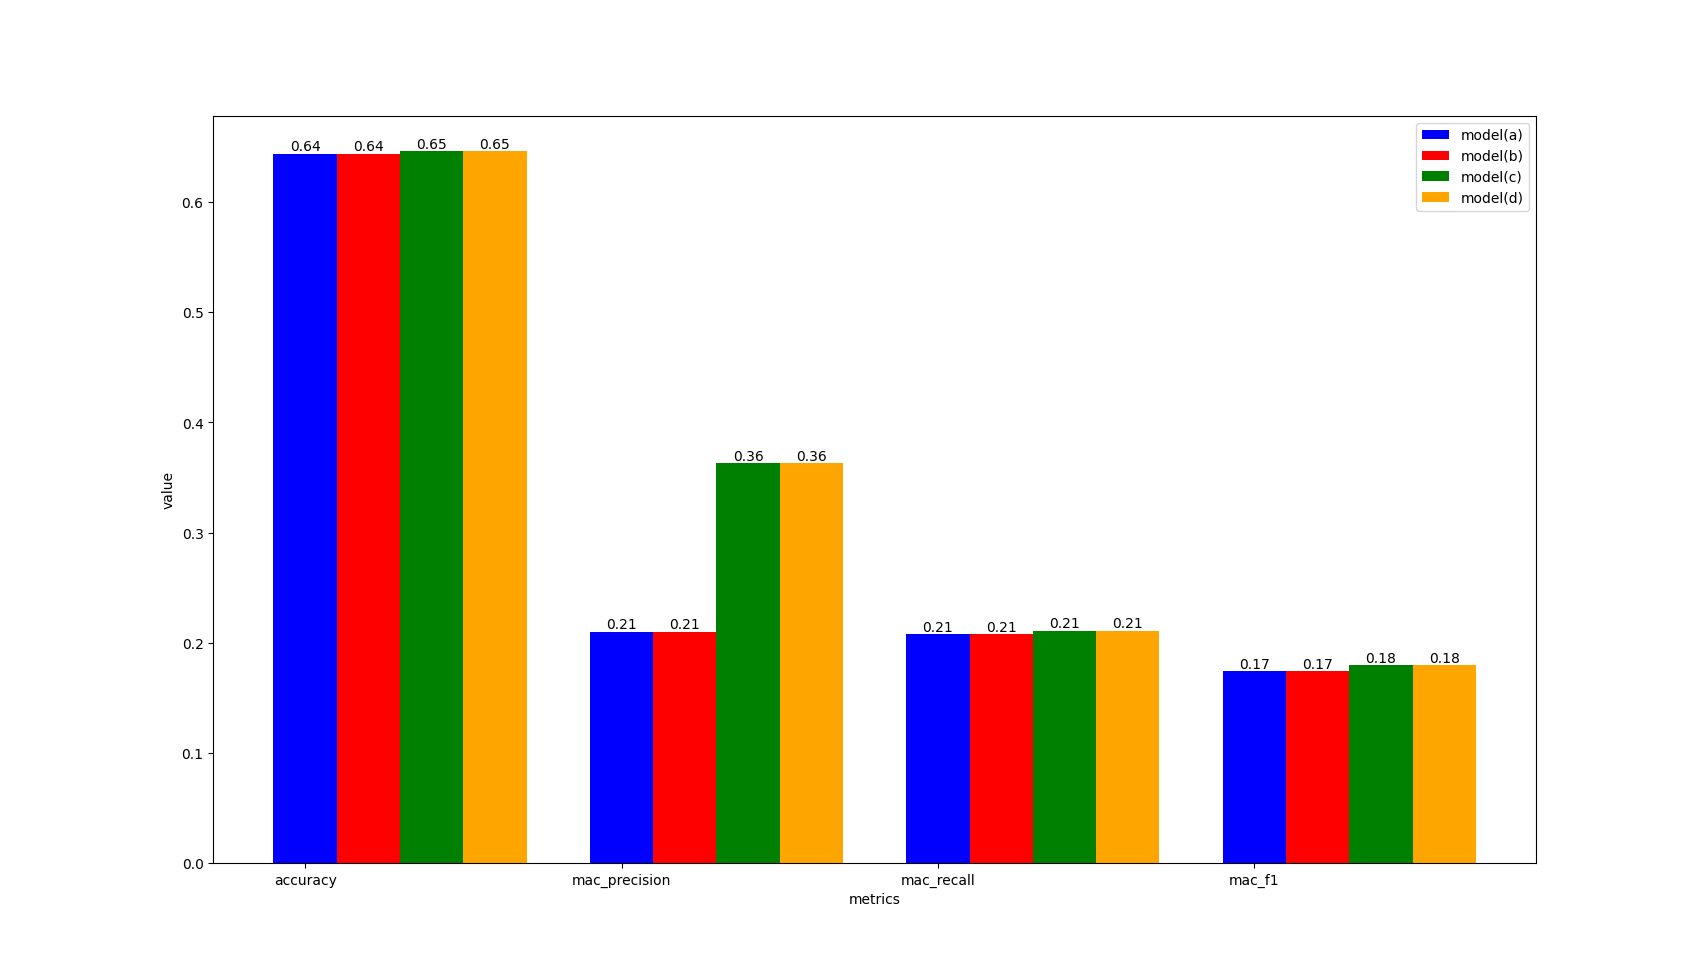 model(a)
model(b)
model(c)
model(d)
0.64 0.64 0.65 0.65
0.36 0.36
0.21 0.21 0.21 0.21 0.21 0.21
0.17 0.17 0.18 0.18
0.6
0.5
0.4
0.3
0.2
0.1
0.0
value
accuracy mac_precision mac_recall mac_f1
metrics